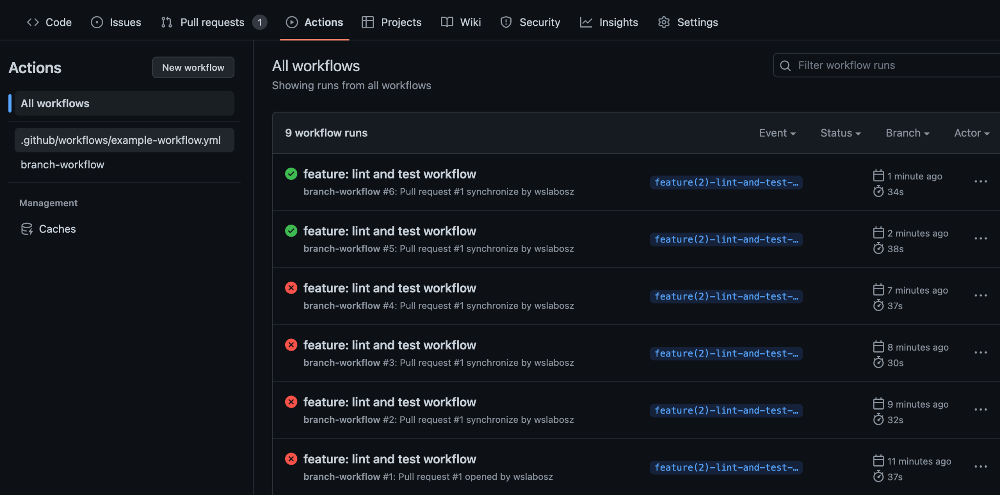 Code Issues Pull requests 1 Actions Projects Wiki Security Insights Settings
Actions
New workflow
All workflows
.github/workflows/example-workflow.yml
branch-workflow
Management
Caches
All workflows
Showing runs from all workflows
Filter workflow runs
9 workflow runs
Event Status Branch Actor
feature: lint and test workflow
branch-workflow #6: Pull request #1 synchronize by wslabosz
feature(2)-lint-and-test-…
1 minute ago
34s
feature: lint and test workflow
branch-workflow #5: Pull request #1 synchronize by wslabosz
feature(2)-lint-and-test-…
2 minutes ago
38s
feature: lint and test workflow
branch-workflow #4: Pull request #1 synchronize by wslabosz
feature(2)-lint-and-test-…
7 minutes ago
37s
feature: lint and test workflow
branch-workflow #3: Pull request #1 synchronize by wslabosz
feature(2)-lint-and-test-…
8 minutes ago
30s
feature: lint and test workflow
branch-workflow #2: Pull request #1 synchronize by wslabosz
feature(2)-lint-and-test-…
9 minutes ago
32s
feature: lint and test workflow
branch-workflow #1: Pull request #1 opened by wslabosz
feature(2)-lint-and-test-…
11 minutes ago
37s